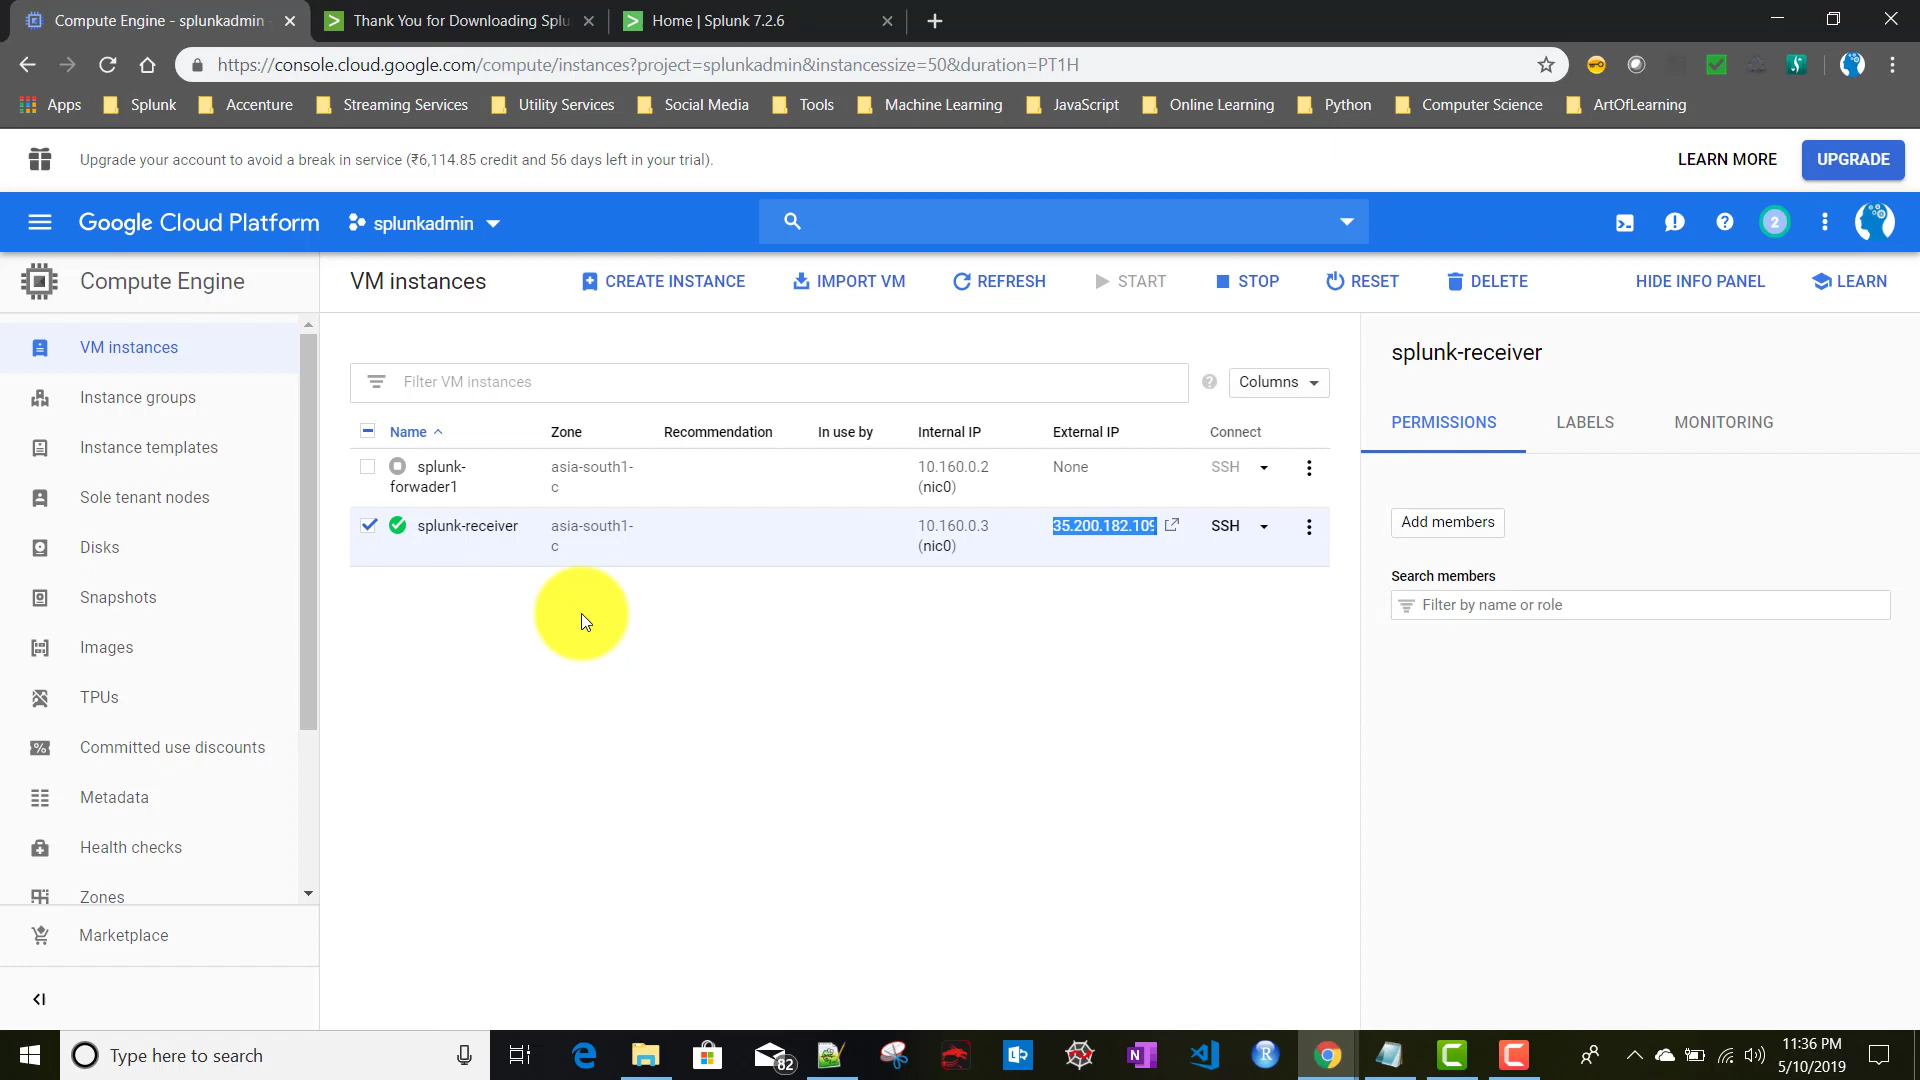 Compute Engine - splunkadmin
Thank You for Downloading Splu
Home | Splunk 7.2.6
https://console.cloud.google.com/compute/instances?project=splunkadmin&instancessize=50&duration=PT1H
Apps
Splunk
Accenture
Streaming Services
Utility Services
Social Media
Tools
Machine Learning
JavaScript
Online Learning
Python
Computer Science
ArtOfLearning
Upgrade your account to avoid a break in service (₹6,114.85 credit and 56 days left in your trial).
LEARN MORE
UPGRADE
Google Cloud Platform
splunkadmin
2
Compute Engine
VM instances
CREATE INSTANCE
IMPORT VM
REFRESH
START
STOP
RESET
DELETE
HIDE INFO PANEL
LEARN
VM instances
Instance groups
Instance templates
Sole tenant nodes
Disks
Snapshots
Images
TPUs
Committed use discounts
Metadata
Health checks
Zones
Marketplace
Filter VM instances
Columns
Name
Zone
Recommendation
In use by
Internal IP
External IP
Connect
splunk-
forwader1
asia-south1-
c
10.160.0.2
(nic0)
None
SSH
splunk-receiver
asia-south1-
c
10.160.0.3
(nic0)
35.200.182.109
SSH
splunk-receiver
PERMISSIONS
LABELS
MONITORING
Add members
Search members
Filter by name or role
Type here to search
82
11:36 PM
5/10/2019